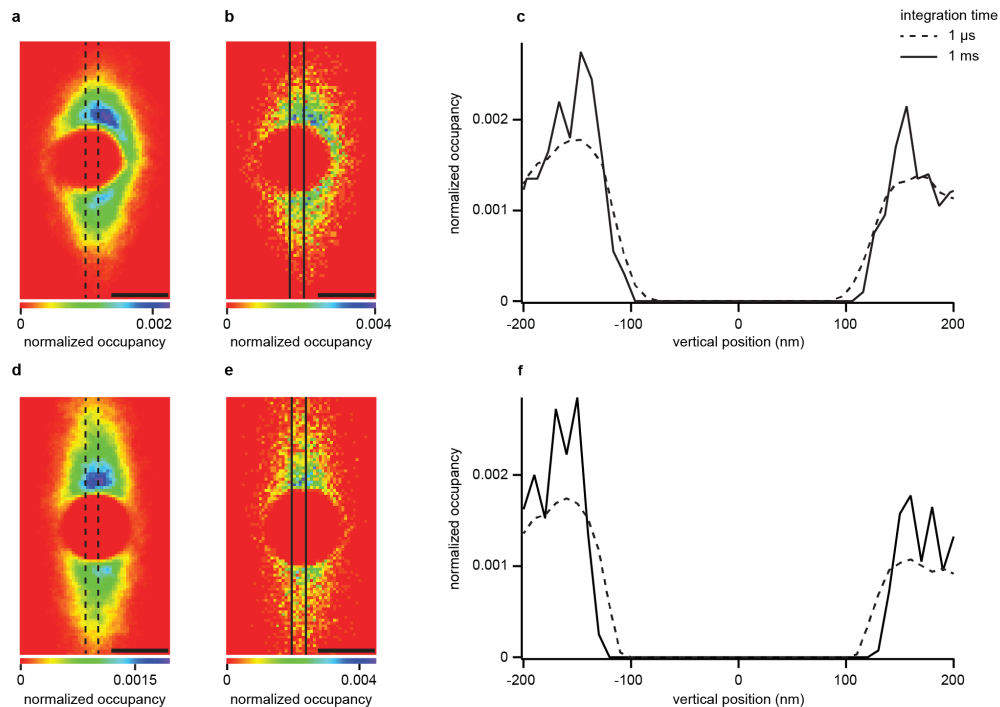 a
b
c
integration time
1 µs
1 ms
0.002
0.001
0
normalized occupancy
-200
-100
0
100
200
vertical position (nm)
0
0.002
normalized occupancy
0
0.004
normalized occupancy
d
e
f
0.002
0.001
0
normalized occupancy
-200
-100
0
100
200
vertical position (nm)
0
0.0015
normalized occupancy
0
0.004
normalized occupancy